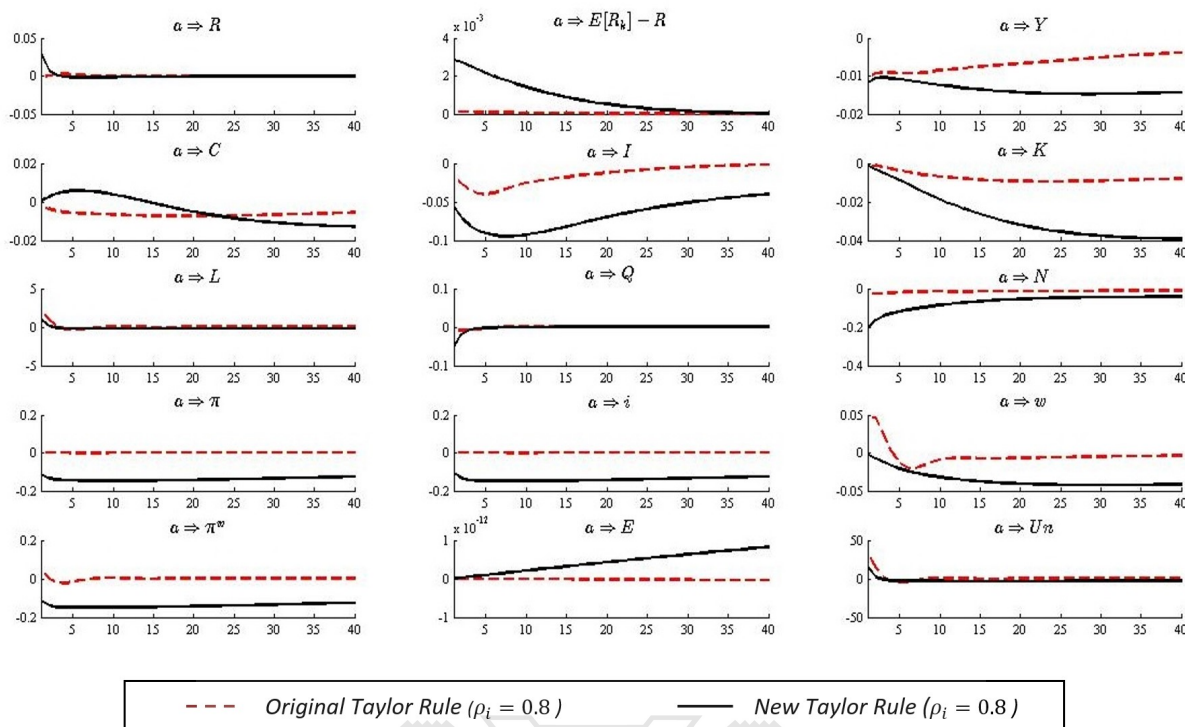 a ⇒ R
0.05
0
-0.05
5 10 15 20 25 30 35 40
a ⇒ E[R_k] − R
x 10^-3
4
2
0
5 10 15 20 25 30 35 40
a ⇒ Y
0
-0.01
-0.02
5 10 15 20 25 30 35 40
a ⇒ C
0.02
0
-0.02
5 10 15 20 25 30 35 40
a ⇒ I
0
-0.05
-0.1
5 10 15 20 25 30 35 40
a ⇒ K
0
-0.02
-0.04
5 10 15 20 25 30 35 40
a ⇒ L
5
0
-5
5 10 15 20 25 30 35 40
a ⇒ Q
0.1
0
-0.1
5 10 15 20 25 30 35 40
a ⇒ N
0
-0.2
-0.4
5 10 15 20 25 30 35 40
a ⇒ π
0.2
0
-0.2
5 10 15 20 25 30 35 40
a ⇒ i
0.2
0
-0.2
5 10 15 20 25 30 35 40
a ⇒ w
0.05
0
-0.05
5 10 15 20 25 30 35 40
a ⇒ π^w
0.2
0
-0.2
5 10 15 20 25 30 35 40
a ⇒ E
x 10^-12
1
0
-1
5 10 15 20 25 30 35 40
a ⇒ Un
50
0
-50
5 10 15 20 25 30 35 40
Original Taylor Rule (ρ_i = 0.8) New Taylor Rule (ρ_i = 0.8)